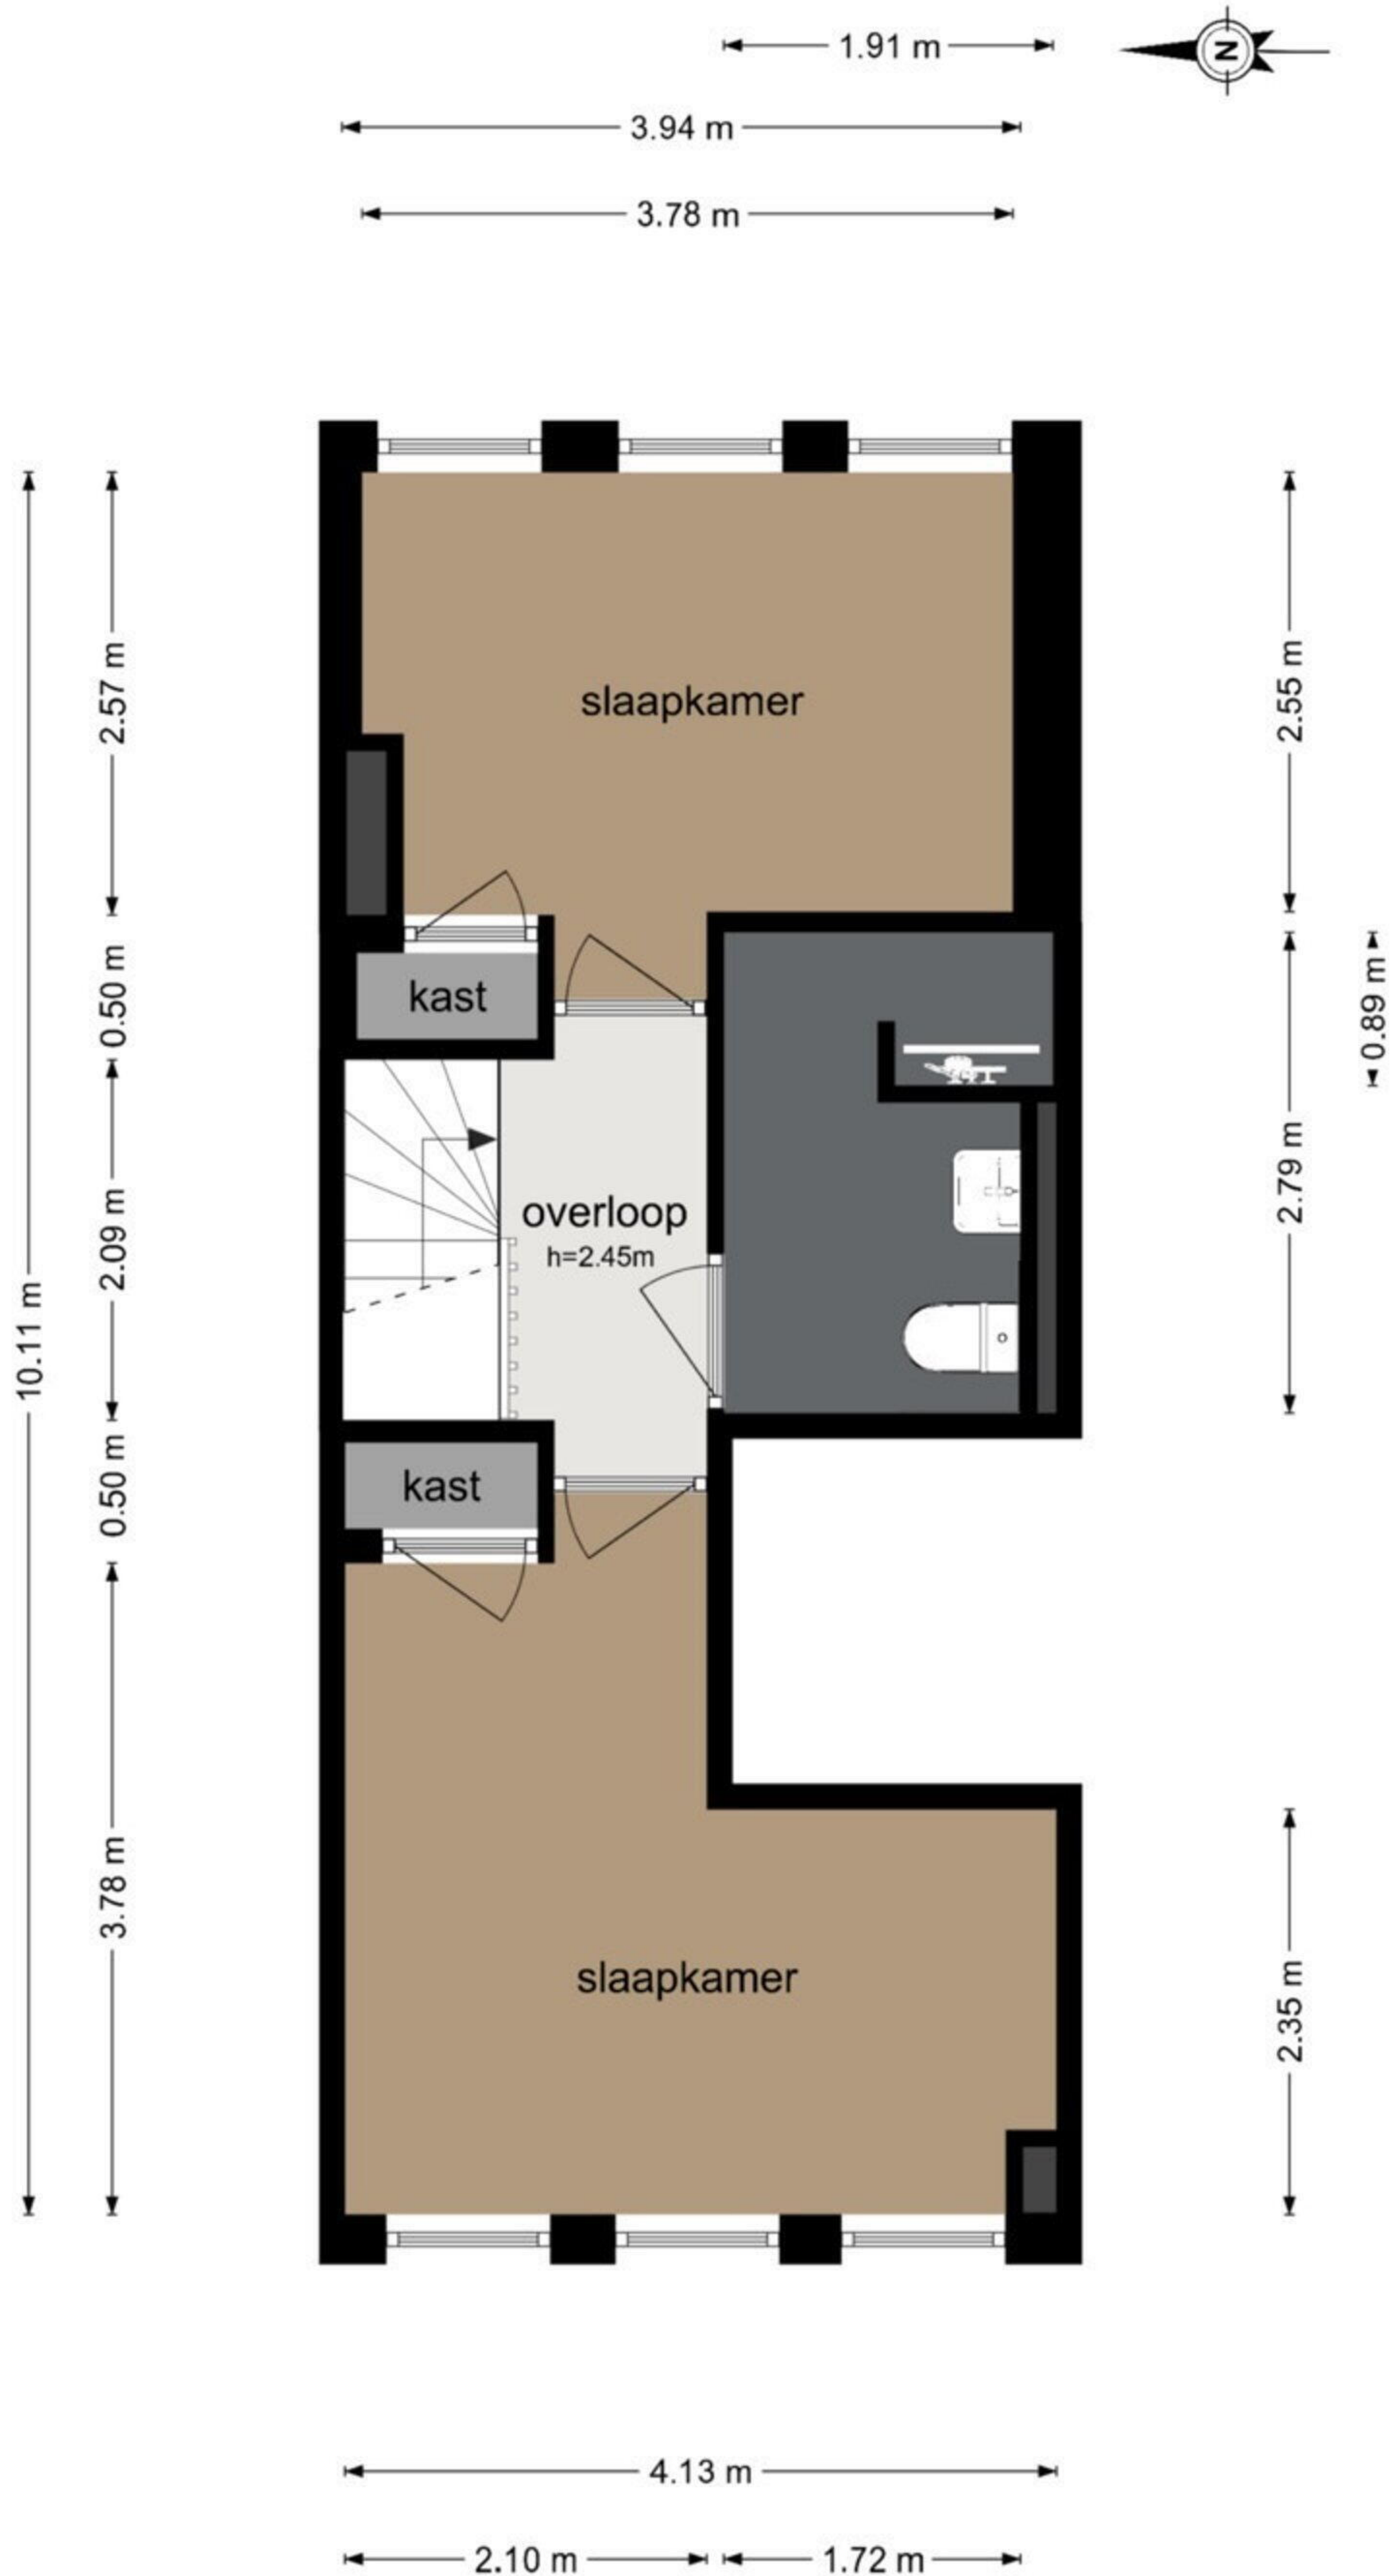 1.91 m
N
3.94 m
3.78 m
2.57 m
2.55 m
slaapkamer
0.50 m
kast
0.89 m
2.79 m
2.09 m
overloop
h=2.45m
10.11 m
0.50 m
kast
3.78 m
slaapkamer
2.35 m
4.13 m
2.10 m
1.72 m